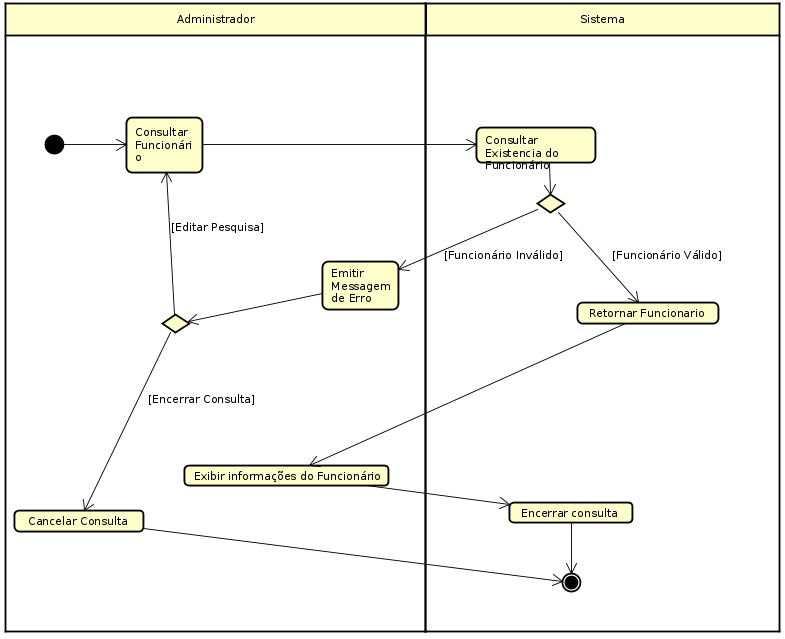 Administrador
Sistema
Consultar
Funcionári
o
Consultar
Existencia do
Funcionário
[Editar Pesquisa]
[Funcionário Inválido]
[Funcionário Válido]
Emitir
Messagem
de Erro
Retornar Funcionario
[Encerrar Consulta]
Exibir informações do Funcionário
Encerrar consulta
Cancelar Consulta